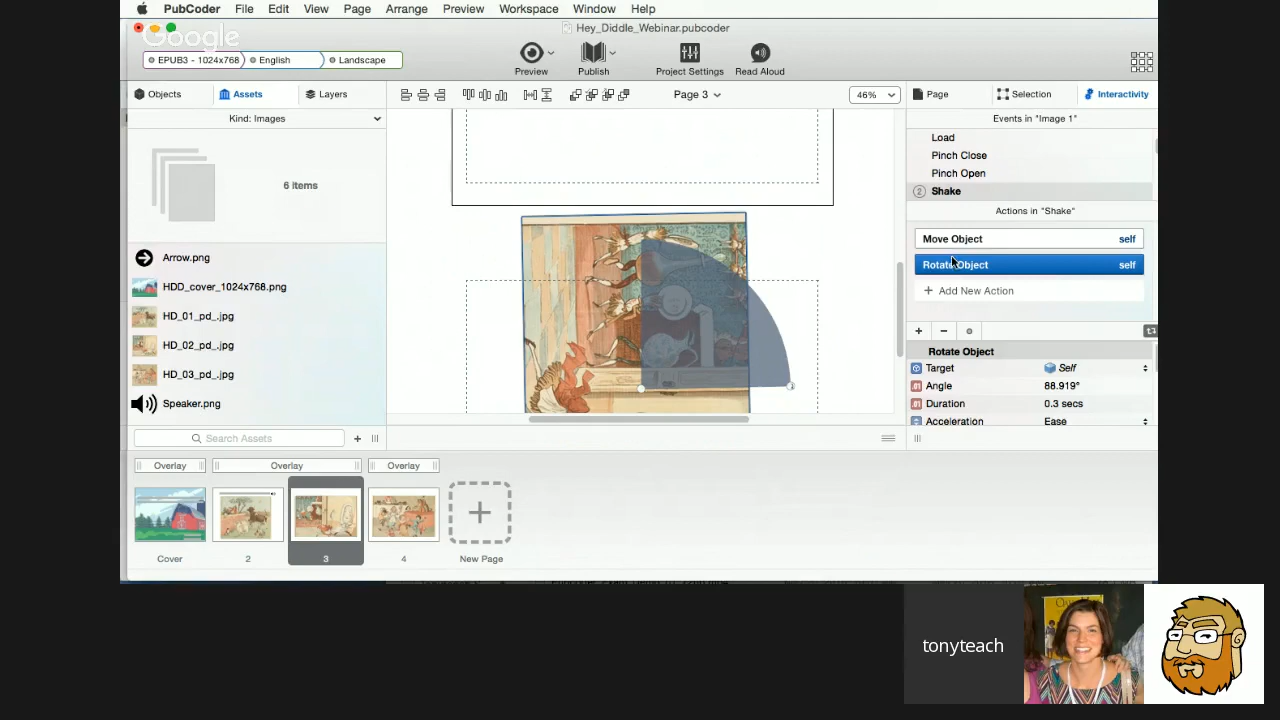 PubCoder File Edit View Page Arrange Preview Workspace Window Help
Google
Hey_Diddle_Webinar.pubcoder
EPUB3 - 1024x768 English Landscape
Preview Publish Project Settings Read Aloud
Objects Assets Layers
Page 3 46%
Page Selection Interactivity
Kind: Images
Events in "Image 1"
6 items
Load
Pinch Close
Pinch Open
2 Shake
Actions in "Shake"
Move Object self
Rotate Object self
+ Add New Action
Arrow.png
HDD_cover_1024x768.png
HD_01_pd_.jpg
HD_02_pd_.jpg
HD_03_pd_.jpg
Speaker.png
Rotate Object
Target Self
Angle 88.919°
Duration 0.3 secs
Acceleration Ease
Search Assets
Overlay Overlay Overlay
Cover 2 3 4 New Page
tonyteach